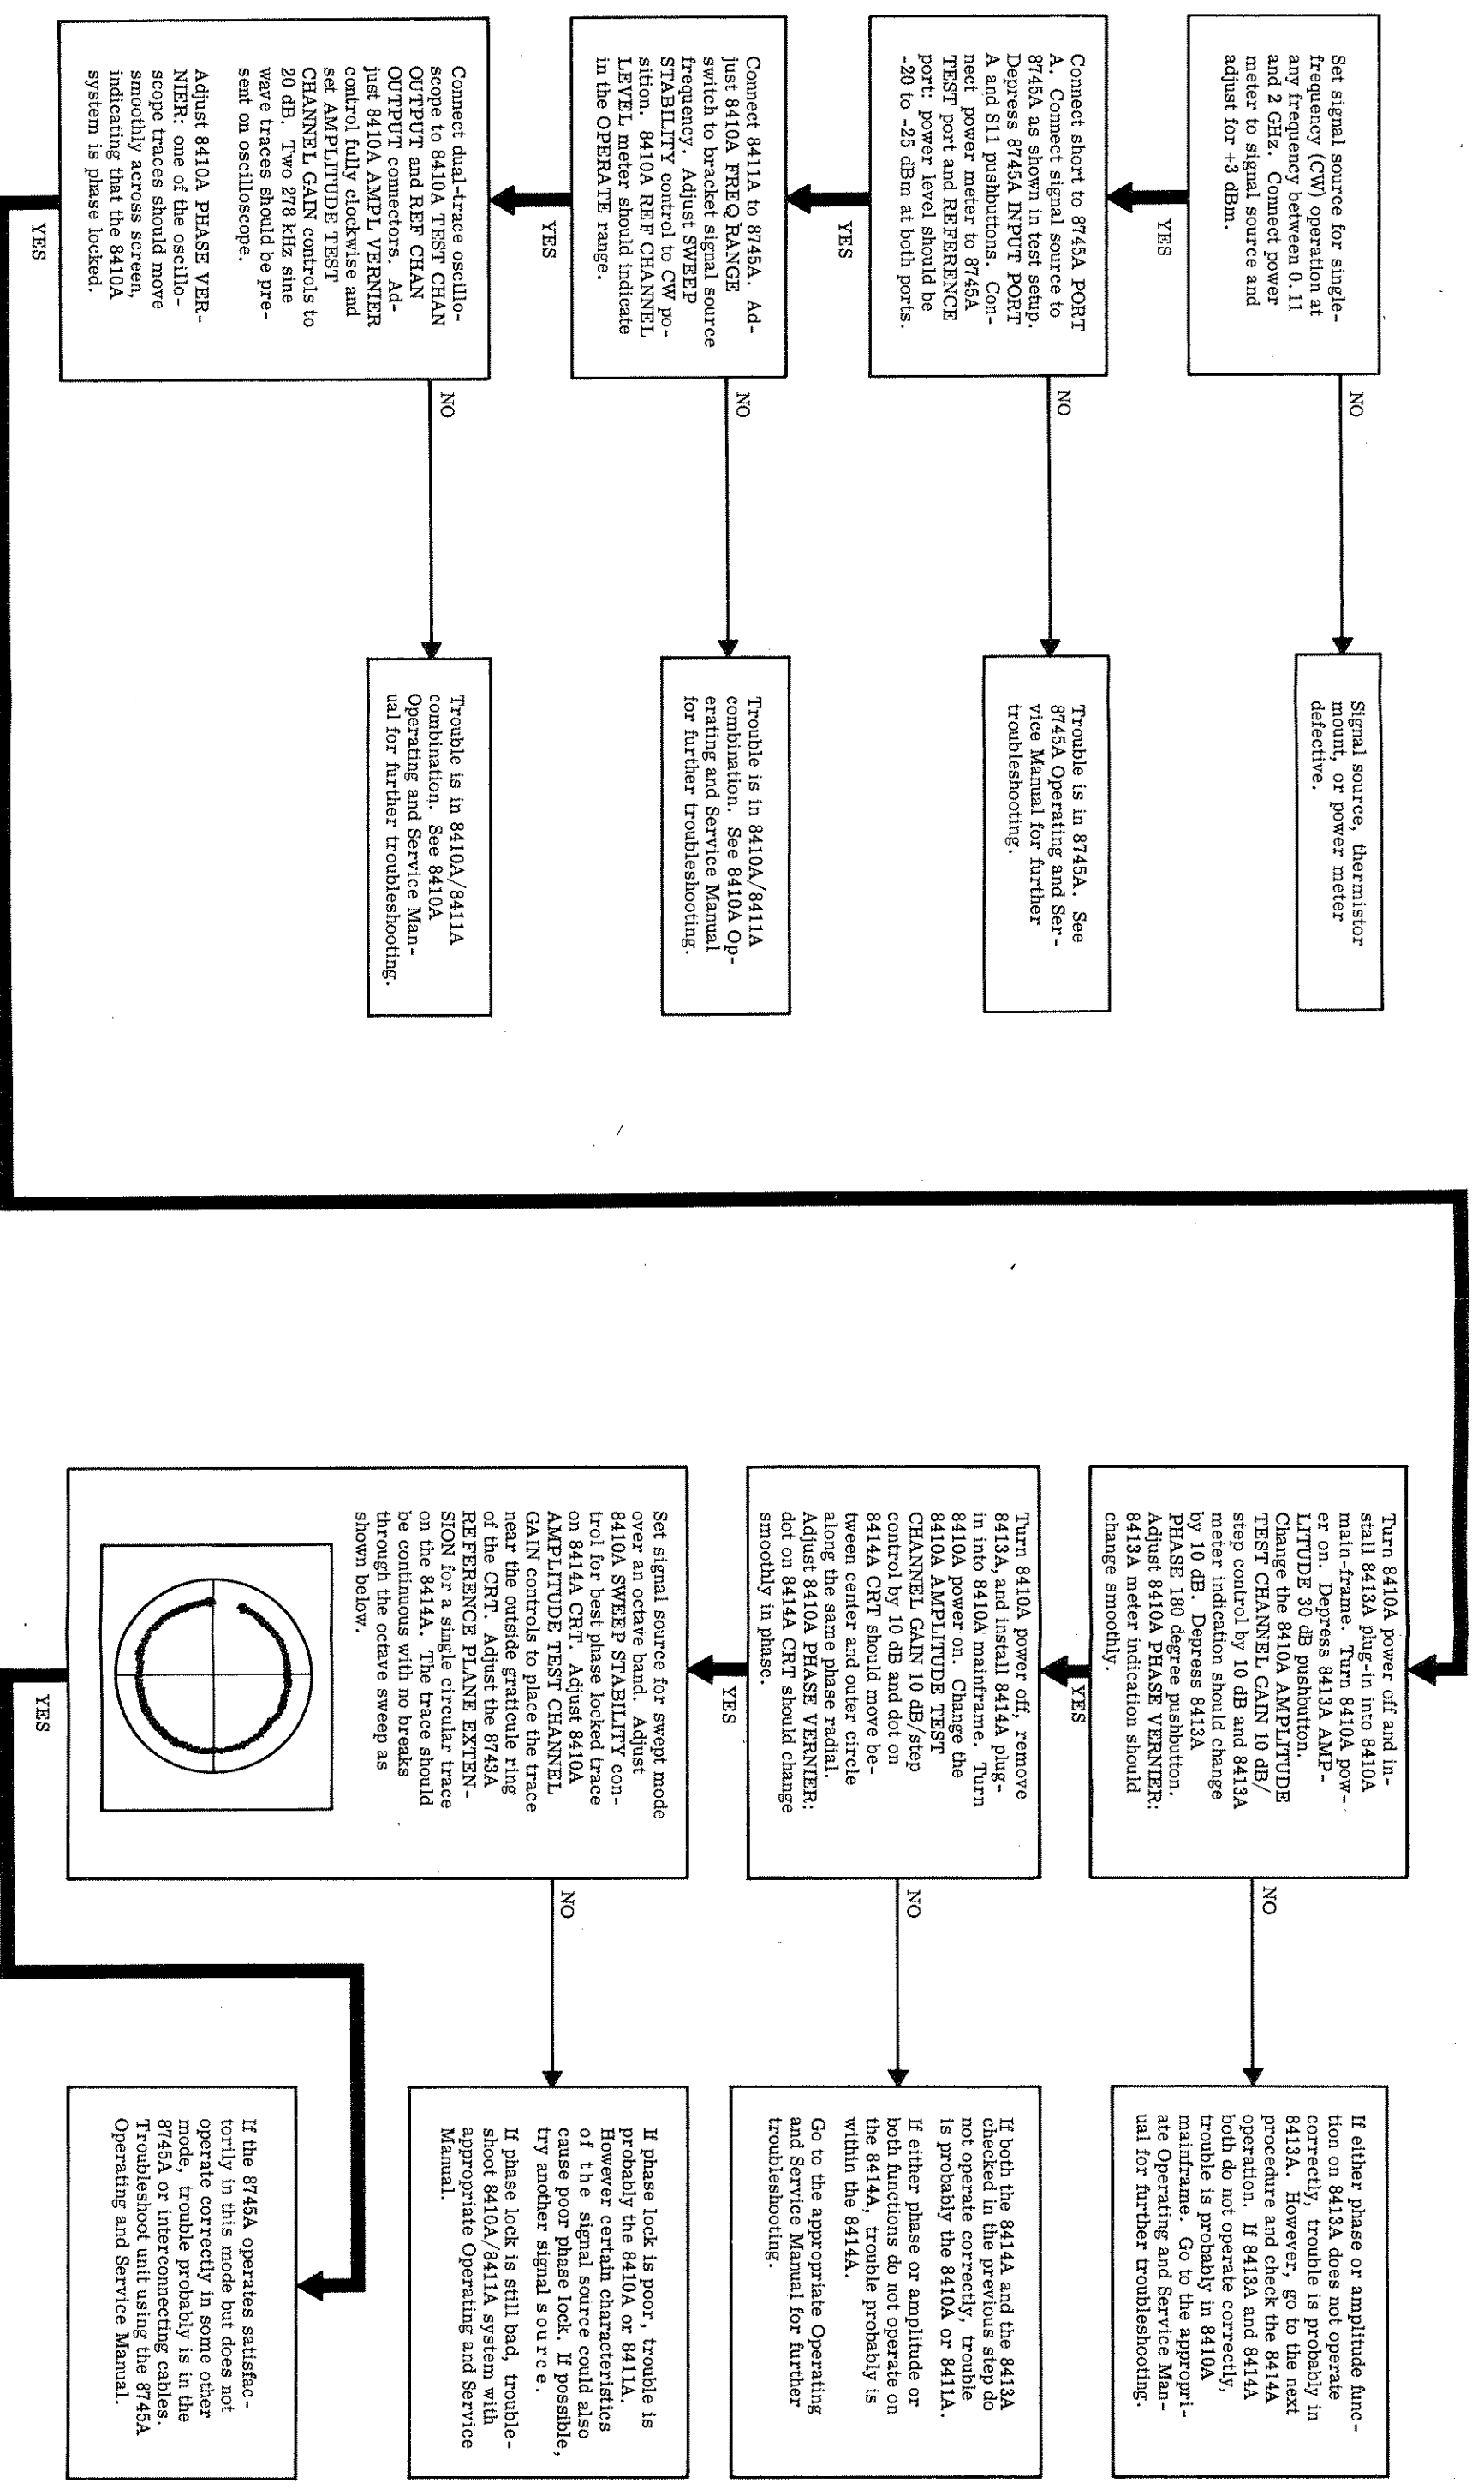 Set signal source for single-
frequency (CW) operation at
any frequency between 0.11
and 2 GHz. Connect power
meter to signal source and
adjust for +3 dBm.
NO
Signal source, thermistor
mount, or power meter
defective.
YES
Connect short to 8745A PORT
A. Connect signal source to
8745A as shown in test setup.
Depress 8745A INPUT PORT
A and S11 pushbuttons. Con-
nect power meter to 8745A
TEST port and REFERENCE
port: power level should be
-20 to -25 dBm at both ports.
NO
Trouble is in 8745A. See
8745A Operating and Ser-
vice Manual for further
troubleshooting.
YES
Connect 8411A to 8745A. Ad-
just 8410A FREQ RANGE
switch to bracket signal source
frequency. Adjust SWEEP
STABILITY control to CW po-
sition. 8410A REF CHANNEL
LEVEL meter should indicate
in the OPERATE range.
NO
Trouble is in 8410A/8411A
combination. See 8410A Op-
erating and Service Manual
for further troubleshooting.
YES
Connect dual-trace oscillo-
scope to 8410A TEST CHAN
OUTPUT and REF CHAN
OUTPUT connectors. Ad-
just 8410A AMPL VERNIER
control fully clockwise and
set AMPLITUDE TEST
CHANNEL GAIN controls to
20 dB. Two 278 kHz sine
wave traces should be pre-
sent on oscilloscope.
Adjust 8410A PHASE VER-
NIER: one of the oscillo-
scope traces should move
smoothly across screen,
indicating that the 8410A
system is phase locked.
NO
Trouble is in 8410A/8411A
combination. See 8410A
Operating and Service Man-
ual for further troubleshooting.
YES
Turn 8410A power off and in-
stall 8413A plug-in into 8410A
main-frame. Turn 8410A pow-
er on. Depress 8413A AMP-
LITUDE 30 dB pushbutton.
Change the 8410A AMPLITUDE
TEST CHANNEL GAIN 10 dB/
step control by 10 dB and 8413A
meter indication should change
by 10 dB. Depress 8413A
PHASE 180 degree pushbutton.
Adjust 8410A PHASE VERNIER:
8413A meter indication should
change smoothly.
NO
If either phase or amplitude func-
tion on 8413A does not operate
correctly, trouble is probably in
8413A. However, go to the next
procedure and check the 8414A
operation. If 8413A and 8414A
both do not operate correctly,
trouble is probably in 8410A
mainframe. Go to the appropri-
ate Operating and Service Man-
ual for further troubleshooting.
YES
Turn 8410A power off, remove
8413A, and install 8414A plug-
in into 8410A mainframe. Turn
8410A power on. Change the
8410A AMPLITUDE TEST
CHANNEL GAIN 10 dB/step
control by 10 dB and dot on
8414A CRT should move be-
tween center and outer circle
along the same phase radial.
Adjust 8410A PHASE VERNIER:
dot on 8414A CRT should change
smoothly in phase.
NO
If both the 8414A and the 8413A
checked in the previous step do
not operate correctly, trouble
is probably the 8410A or 8411A.
If either phase or amplitude or
both functions do not operate on
the 8414A, trouble probably is
within the 8414A.
Go to the appropriate Operating
and Service Manual for further
troubleshooting.
YES
Set signal source for swept mode
over an octave band. Adjust
8410A SWEEP STABILITY con-
trol for best phase locked trace
on 8414A CRT. Adjust 8410A
AMPLITUDE TEST CHANNEL
GAIN controls to place the trace
near the outside graticule ring
of the CRT. Adjust the 8743A
REFERENCE PLANE EXTEN-
SION for a single circular trace
on the 8414A. The trace should
be continuous with no breaks
through the octave sweep as
shown below.
NO
If phase lock is poor, trouble is
probably the 8410A or 8411A.
However certain characteristics
of the signal source could also
cause poor phase lock. If possible,
try another signal source.
If phase lock is still bad, trouble-
shoot 8410A/8411A system with
appropriate Operating and Service
Manual.
YES
If the 8745A operates satisfac-
torily in this mode but does not
operate correctly in some other
mode, trouble probably is in the
8745A or interconnecting cables.
Troubleshoot unit using the 8745A
Operating and Service Manual.